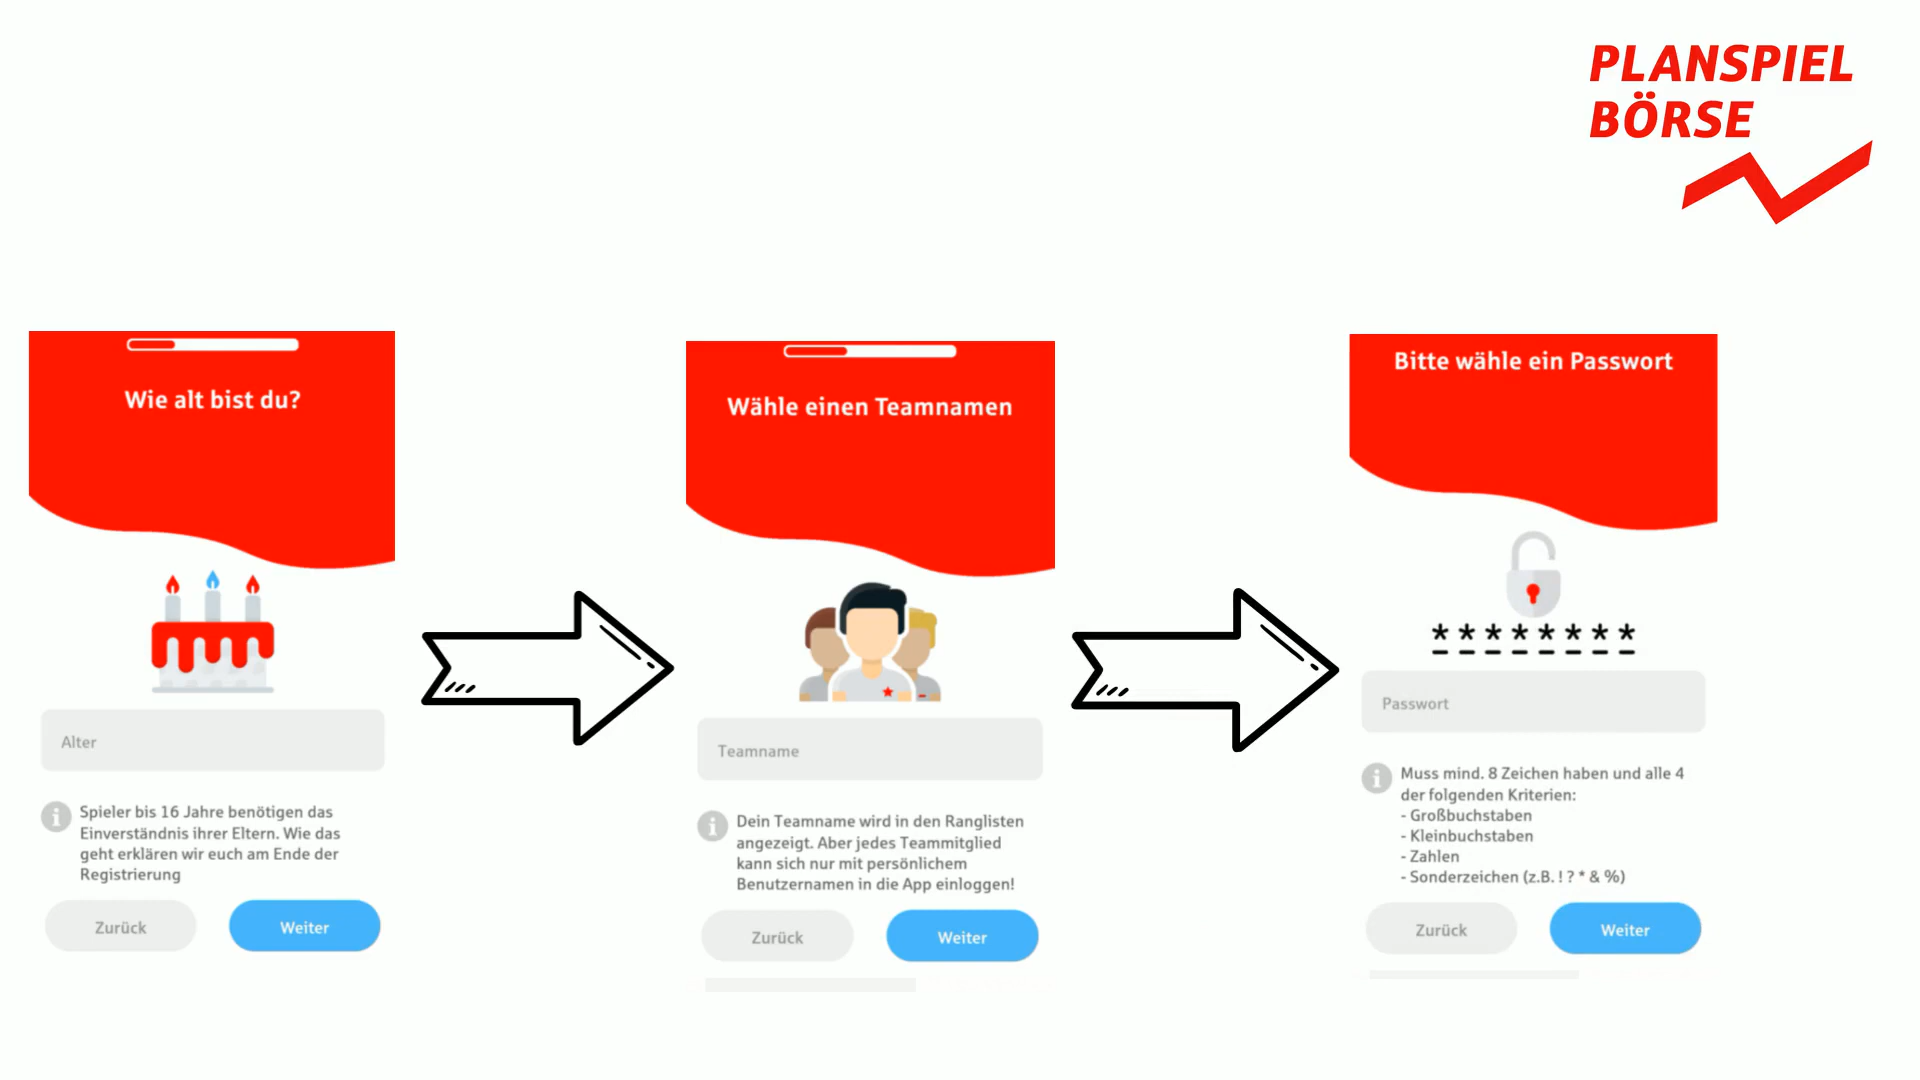 PLANSPIEL
BÖRSE
Wie alt bist du?
Alter
Spieler bis 16 Jahre benötigen das
Einverständnis ihrer Eltern. Wie das
geht erklären wir euch am Ende der
Registrierung
Zurück
Weiter
Wähle einen Teamnamen
Teamname
Dein Teamname wird in den Ranglisten
angezeigt. Aber jedes Teammitglied
kann sich nur mit persönlichem
Benutzernamen in die App einloggen!
Zurück
Weiter
Bitte wähle ein Passwort
* * * * * * * *
Passwort
Muss mind. 8 Zeichen haben und alle 4
der folgenden Kriterien:
- Großbuchstaben
- Kleinbuchstaben
- Zahlen
- Sonderzeichen (z.B. ! ? * & %)
Zurück
Weiter